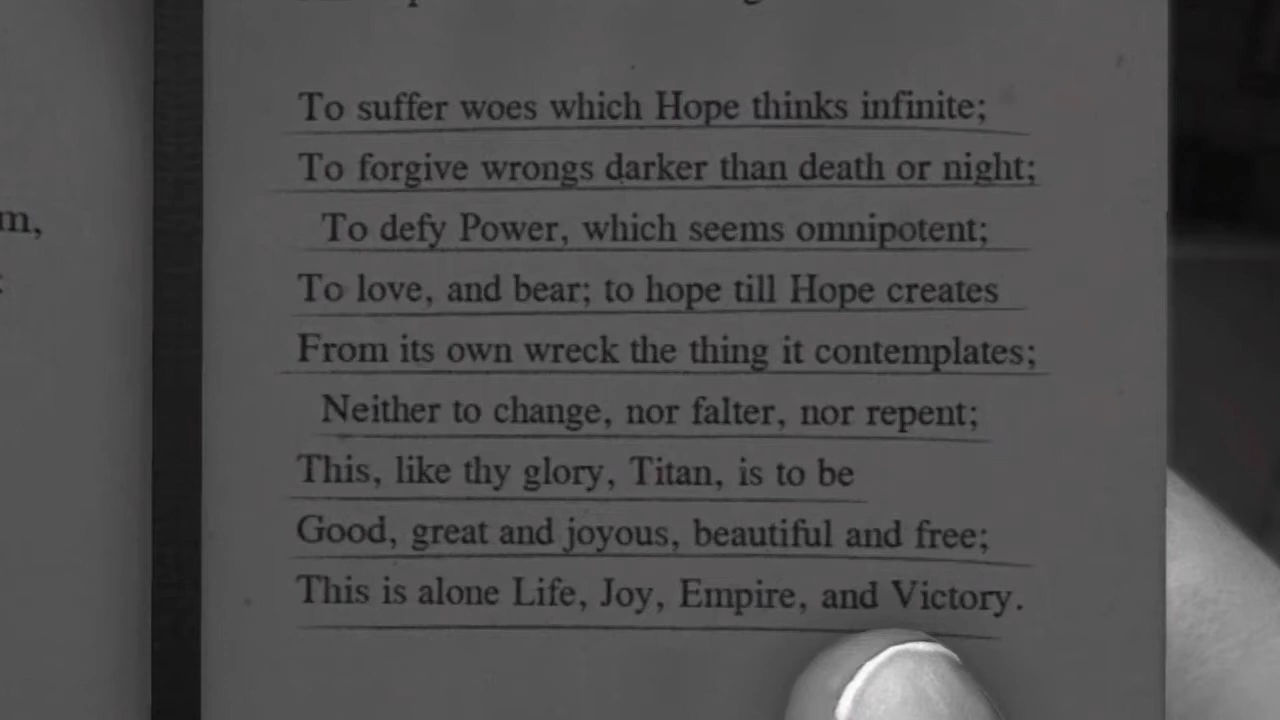 m,
To suffer woes which Hope thinks infinite;
To forgive wrongs darker than death or night;
To defy Power, which seems omnipotent;
To love, and bear; to hope till Hope creates
From its own wreck the thing it contemplates;
Neither to change, nor falter, nor repent;
This, like thy glory, Titan, is to be
Good, great and joyous, beautiful and free;
This is alone Life, Joy, Empire, and Victory.